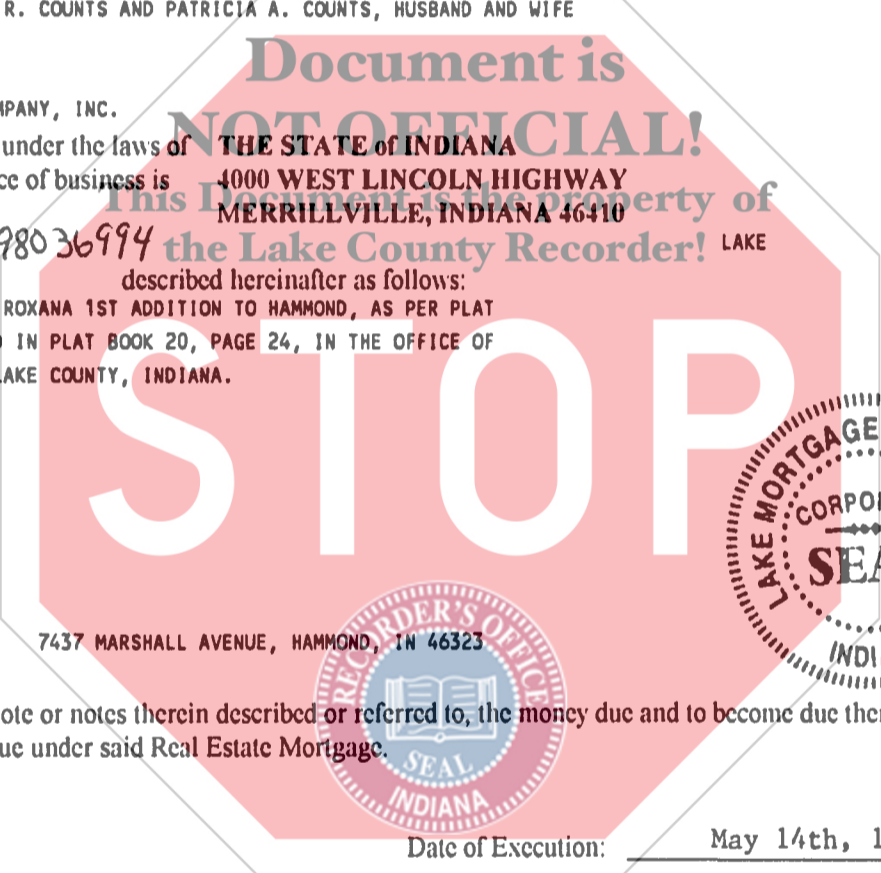 R. COUNTS AND PATRICIA A. COUNTS, HUSBAND AND WIFE
Document is
MPANY, INC.
NOT OFFICIAL!
under the laws of THE STATE of INDIANA
ce of business is 4000 WEST LINCOLN HIGHWAY
This Document is the property of
MERRILLVILLE, INDIANA 46410
98036994
the Lake County Recorder!
LAKE
described hereinafter as follows:
ROXANA 1ST ADDITION TO HAMMOND, AS PER PLAT
IN PLAT BOOK 20, PAGE 24, IN THE OFFICE OF
LAKE COUNTY, INDIANA.
STOP
LAKE MORTGAGE
CORPO
SEA
INDI
7437 MARSHALL AVENUE, HAMMOND, IN 46323
RECORDER'S OFFICE
SEAL
INDIANA
ote or notes therein described or referred to, the money due and to become due ther
ue under said Real Estate Mortgage.
Date of Execution: May 14th, 1